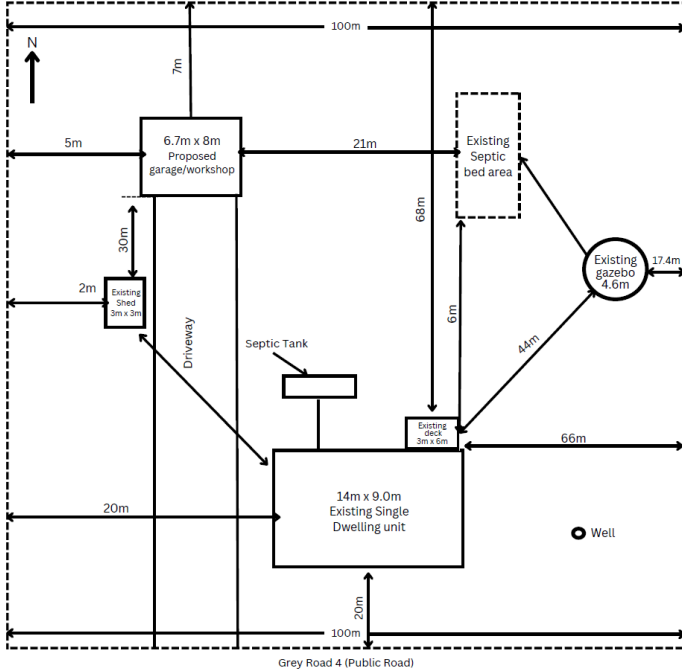 100m
N
7m
5m
6.7m x 8m
Proposed
garage/workshop
21m
Existing
Septic
bed area
68m
30m
Existing
gazebo
4.6m
17.4m
2m
Existing
Shed
3m x 3m
6m
Driveway
Septic Tank
44m
Existing
deck
3m x 6m
66m
14m x 9.0m
Existing Single
Dwelling unit
20m
Well
20m
100m
Grey Road 4 (Public Road)